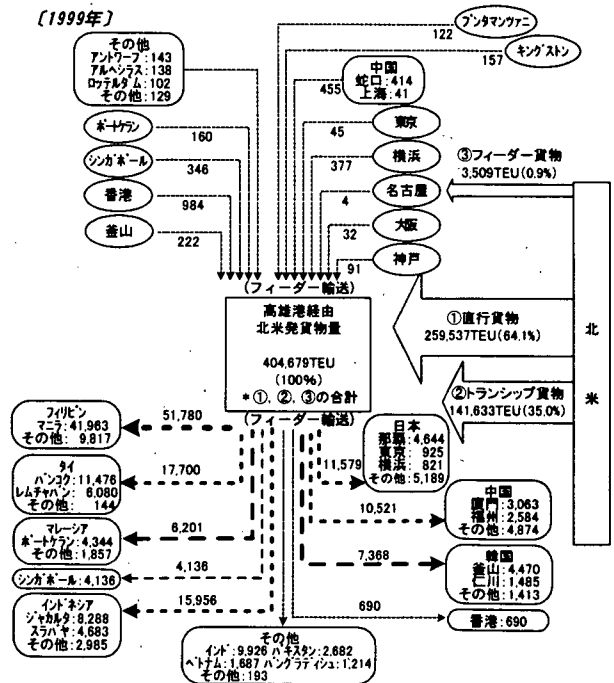 〔1999年〕
その他
アントワープ:143
アルヘシラス:138
ロッテルダム:102
その他:129
ポートケラン
160
シンガポール
346
香港
984
釜山
222
122
プンタマンヴァニ
157
キングストン
中国
蛇口:414
上海:41
455
45
東京
377
横浜
4
名古屋
32
大阪
91
神戸
③フィーダー貨物
3,509TEU(0.9%)
①直行貨物
259,537TEU(64.1%)
②トランシップ貨物
141,633TEU(35.0%)
北
米
(フィーダー輸送)
高雄港経由
北米発貨物量
404,679TEU
(100%)
*①,②,③の合計
(フィーダー輸送)
フィリピン
マニラ:41,963
その他:9,817
51,780
タイ
バンコク:11,476
レムチャバン:6,080
その他:144
17,700
マレーシア
ポートケラン:4,344
その他:1,857
6,201
シンガポール:4,136
4,136
インドネシア
ジャカルタ:8,288
スラバヤ:4,683
その他:2,985
15,956
日本
那覇:4,644
東京:925
横浜:821
その他:5,189
11,579
中国
廈門:3,063
福州:2,584
その他:4,874
10,521
韓国
釜山:4,470
仁川:1,485
その他:1,413
7,368
香港:690
690
その他
インド:9,926 パキスタン:2,682
ベトナム:1,687 バングラディシュ:1,214
その他:193